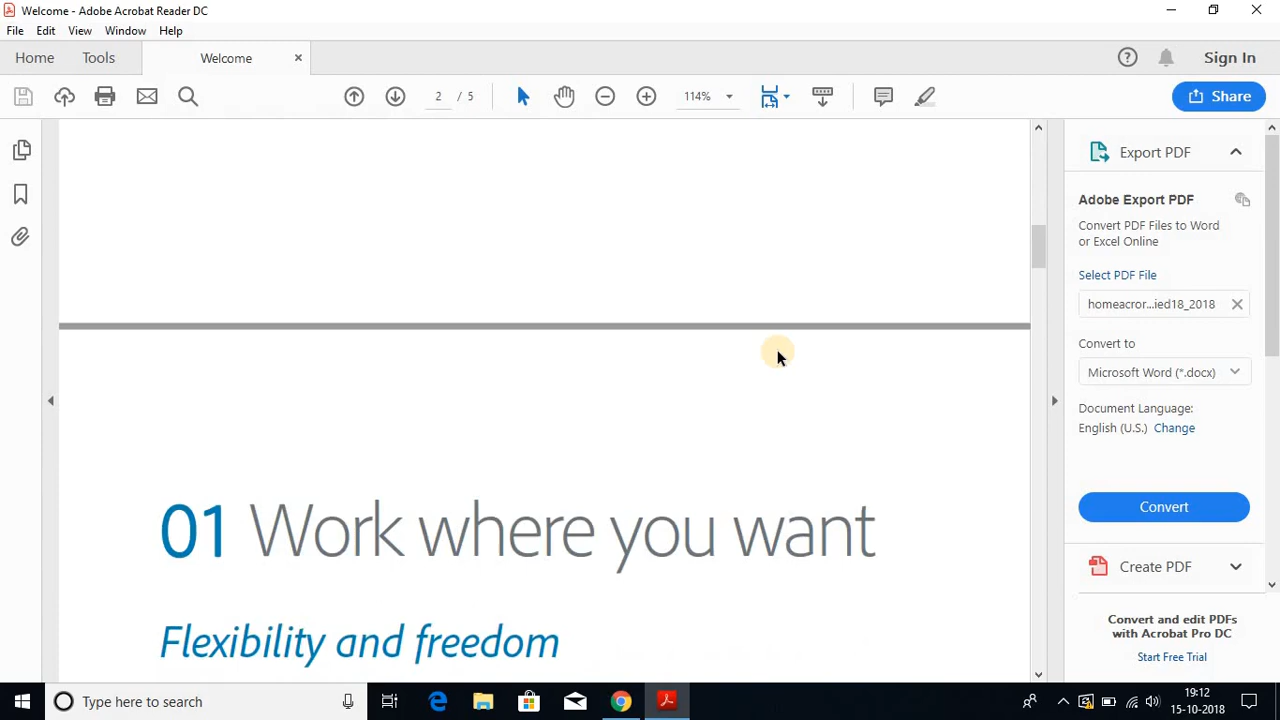 Welcome - Adobe Acrobat Reader DC
File Edit View Window Help
Home Tools Welcome Sign In
2 / 5 114% Share
Export PDF
Adobe Export PDF
Convert PDF Files to Word
or Excel Online
Select PDF File
homeacror...ied18_2018
Convert to
Microsoft Word (*.docx)
Document Language:
English (U.S.) Change
Convert
01 Work where you want
Create PDF
Flexibility and freedom
Convert and edit PDFs
with Acrobat Pro DC
Start Free Trial
Type here to search
19:12
15-10-2018